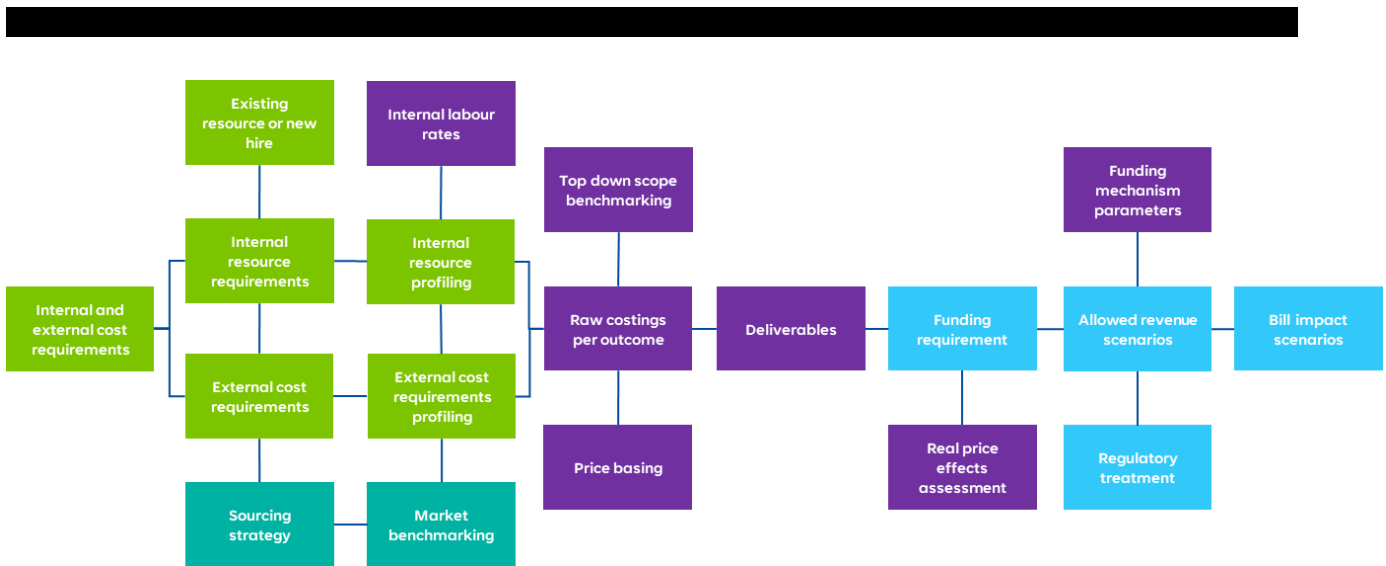 Existing
resource or new
hire
Internal labour
rates
Top down scope
benchmarking
Funding
mechanism
parameters
Internal
resource
requirements
Internal
resource
profiling
Internal and
external cost
requirements
Raw costings
per outcome
Deliverables
Funding
requirement
Allowed revenue
scenarios
Bill impact
scenarios
External cost
requirements
External cost
requirements
profiling
Price basing
Real price
effects
assessment
Regulatory
treatment
Sourcing
strategy
Market
benchmarking